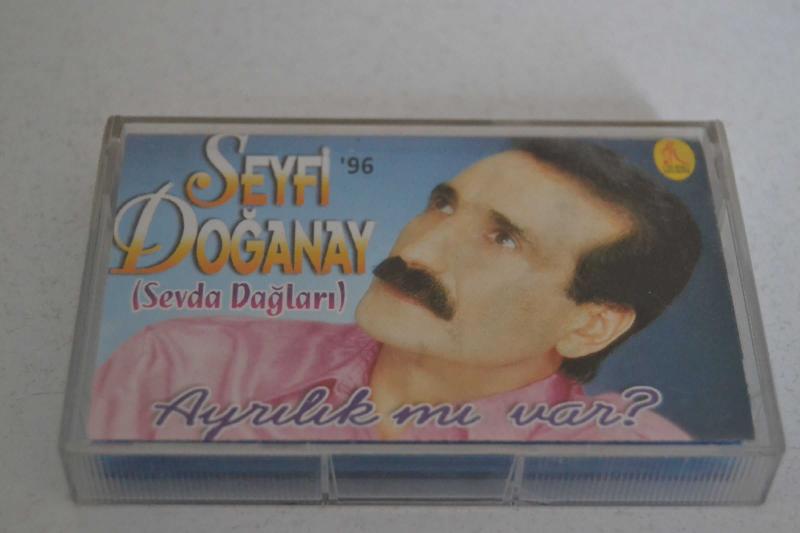 SEYFİ '96
DOĞANAY
(Sevda Dağları)
Ayrılık mı var?